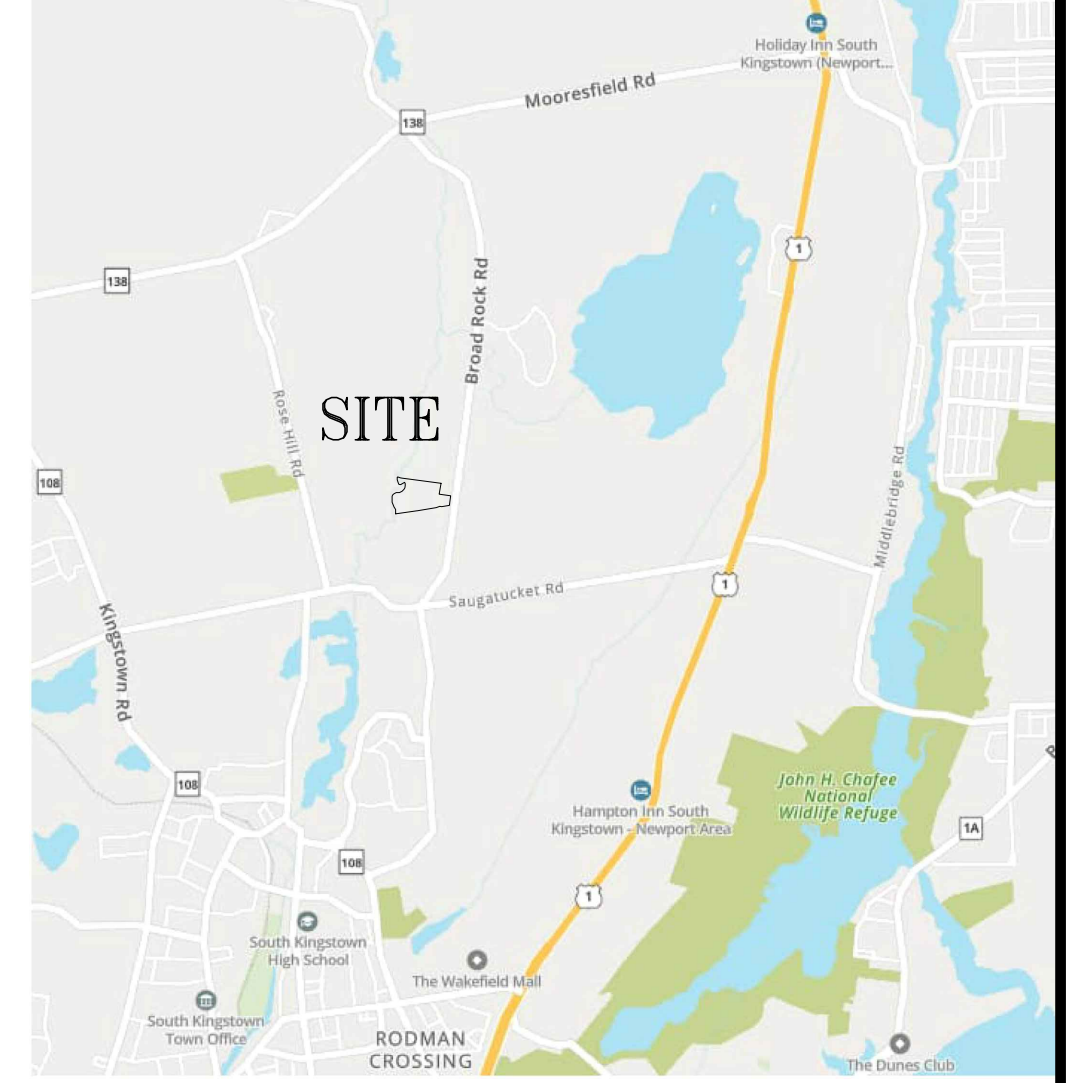 Holiday Inn South
Kingstown (Newport...
Mooresfield Rd
138
1
138
Broad Rock Rd
Rose Hill Rd
SITE
108
Middlebridge Rd
Saugatucket Rd
1
Kingstown Rd
108
John H. Chafee
National
Wildlife Refuge
Hampton Inn South
Kingstown - Newport Area
1A
108
1
South Kingstown
High School
The Wakefield Mall
South Kingstown
Town Office
RODMAN
CROSSING
The Dunes Club